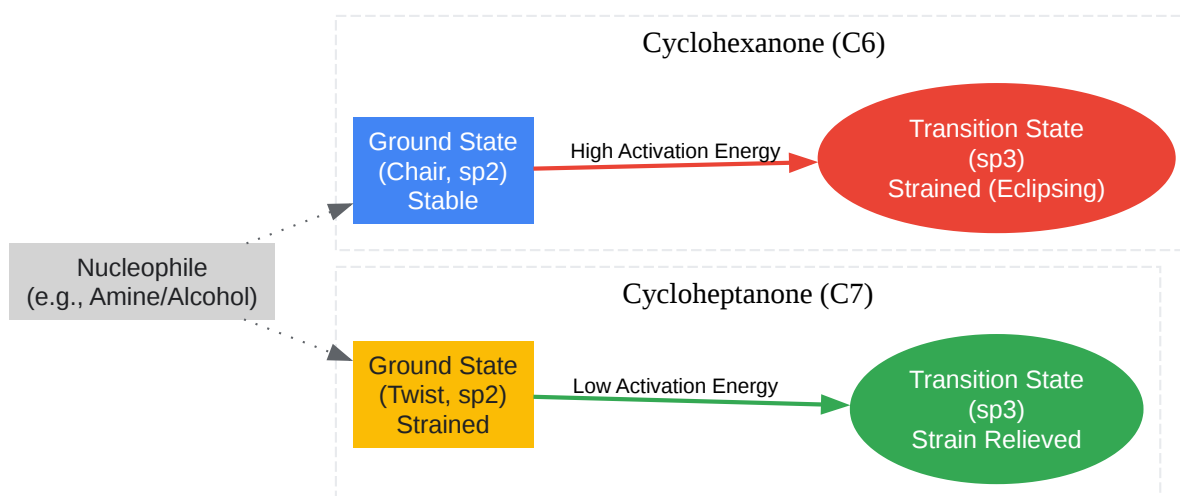 Cyclohexanone (C6)
Ground State
(Chair, sp2)
Stable
High Activation Energy
Transition State
(sp3)
Strained (Eclipsing)
Nucleophile
(e.g., Amine/Alcohol)
Cycloheptanone (C7)
Ground State
(Twist, sp2)
Strained
Low Activation Energy
Transition State
(sp3)
Strain Relieved